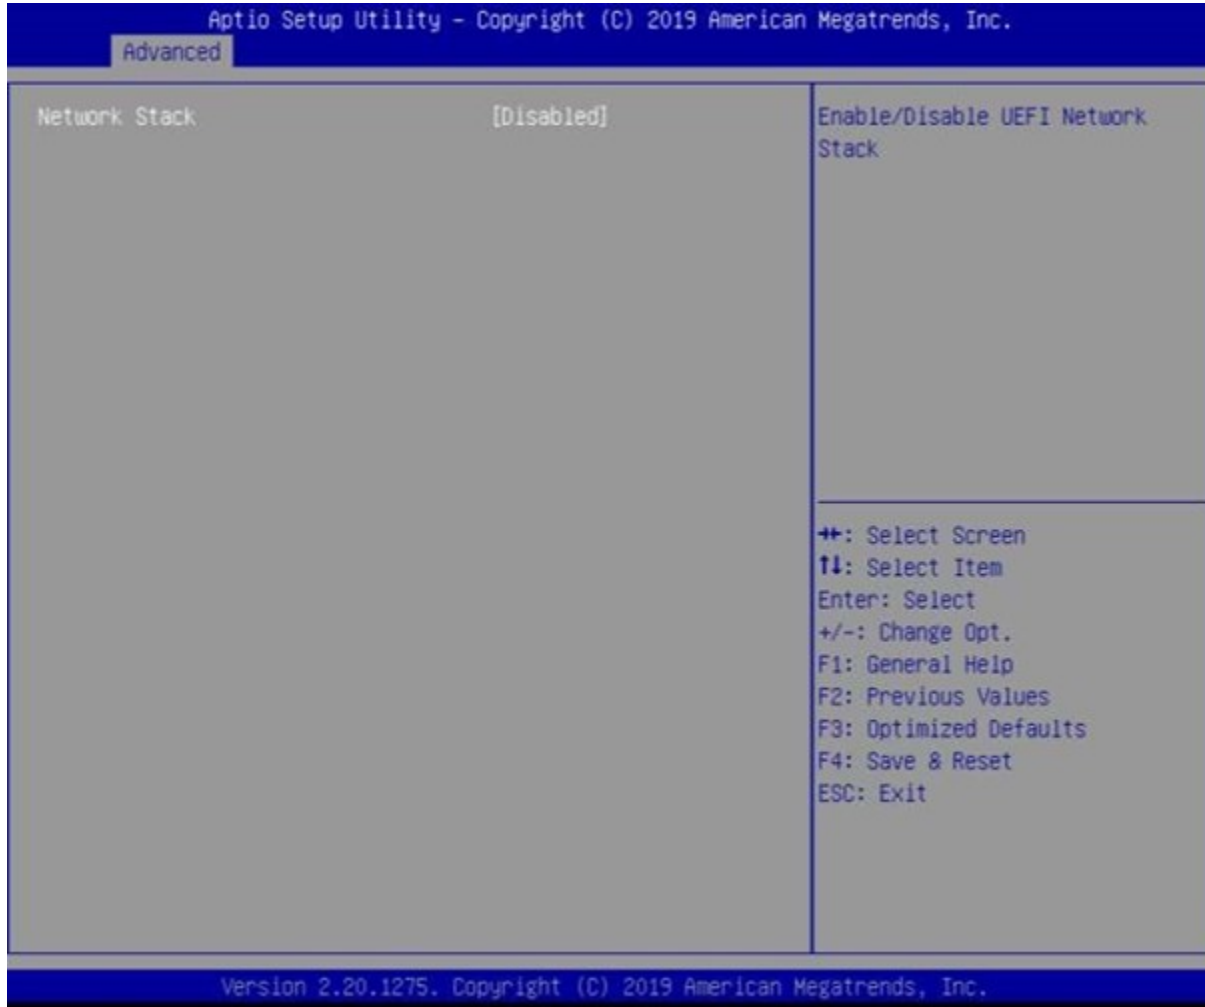 Aptio Setup Utility – Copyright (C) 2019 American Megatrends, Inc.
Advanced
Network Stack [Disabled]
Enable/Disable UEFI Network
Stack
→←: Select Screen
↑↓: Select Item
Enter: Select
+/-: Change Opt.
F1: General Help
F2: Previous Values
F3: Optimized Defaults
F4: Save & Reset
ESC: Exit
Version 2.20.1275. Copyright (C) 2019 American Megatrends, Inc.